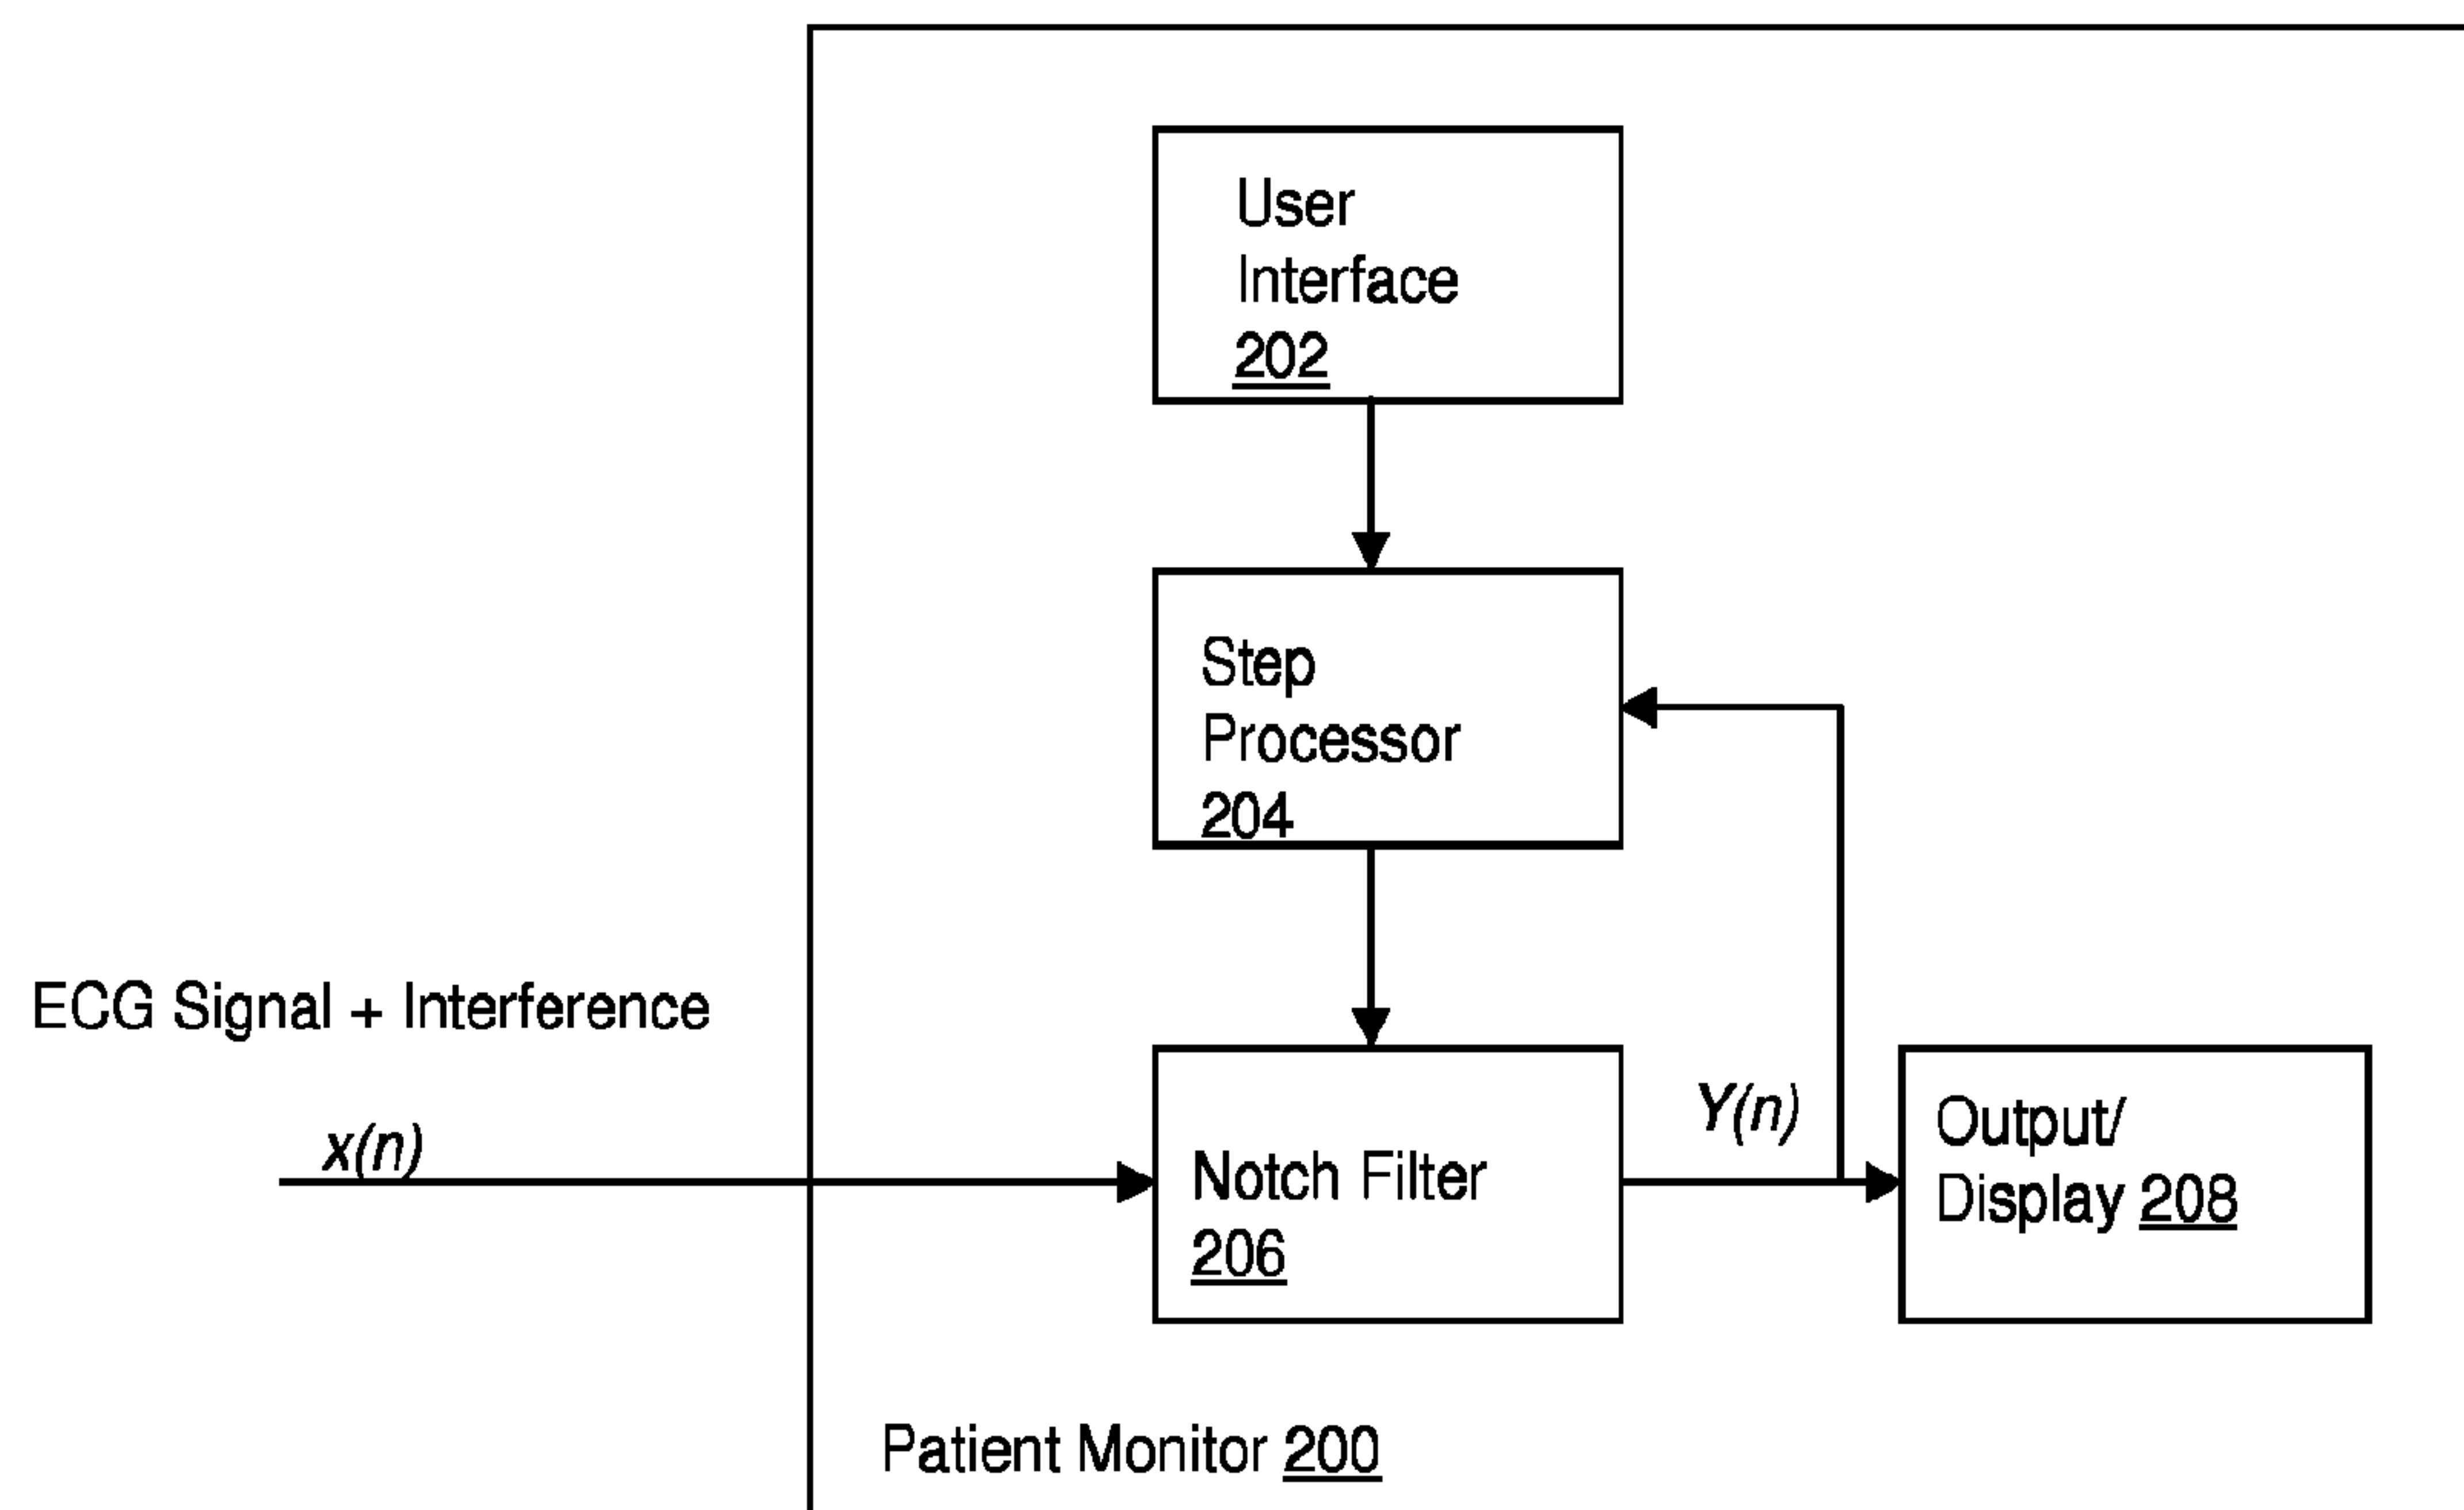 User
Interface
202
Step
Processor
204
ECG Signal + Interference
x(n)
Notch Filter
206
Y(n)
Output/
Display 208
Patient Monitor 200